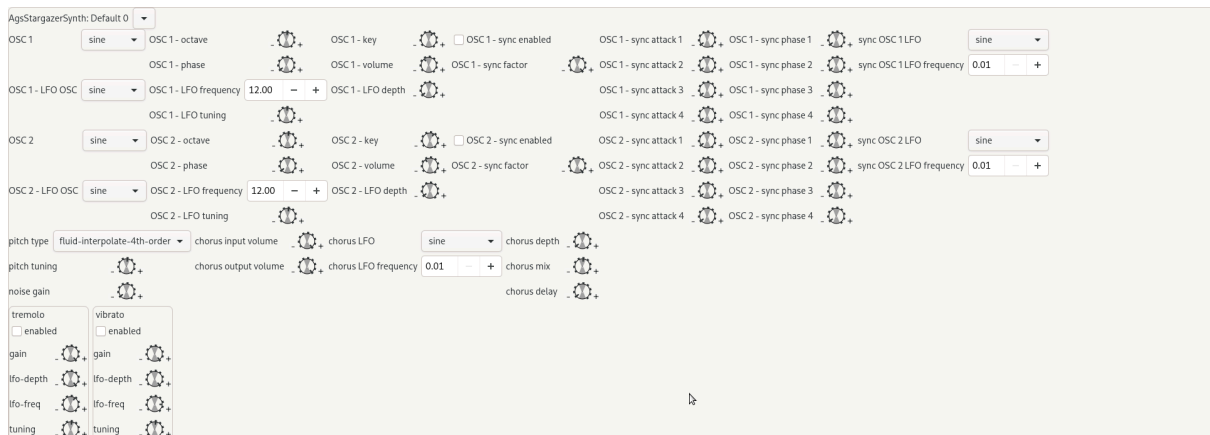 AgsStargazerSynth: Default 0
OSC 1 sine OSC 1 - octave OSC 1 - key OSC 1 - sync enabled OSC 1 - sync attack 1 OSC 1 - sync phase 1 sync OSC 1 LFO sine
OSC 1 - phase OSC 1 - volume OSC 1 - sync factor OSC 1 - sync attack 2 OSC 1 - sync phase 2 sync OSC 1 LFO frequency 0.01 − +
OSC 1 - LFO OSC sine OSC 1 - LFO frequency 12.00 − + OSC 1 - LFO depth OSC 1 - sync attack 3 OSC 1 - sync phase 3
OSC 1 - LFO tuning OSC 1 - sync attack 4 OSC 1 - sync phase 4
OSC 2 sine OSC 2 - octave OSC 2 - key OSC 2 - sync enabled OSC 2 - sync attack 1 OSC 2 - sync phase 1 sync OSC 2 LFO sine
OSC 2 - phase OSC 2 - volume OSC 2 - sync factor OSC 2 - sync attack 2 OSC 2 - sync phase 2 sync OSC 2 LFO frequency 0.01 − +
OSC 2 - LFO OSC sine OSC 2 - LFO frequency 12.00 − + OSC 2 - LFO depth OSC 2 - sync attack 3 OSC 2 - sync phase 3
OSC 2 - LFO tuning OSC 2 - sync attack 4 OSC 2 - sync phase 4
pitch type fluid-interpolate-4th-order chorus input volume chorus LFO sine chorus depth
pitch tuning chorus output volume chorus LFO frequency 0.01 − + chorus mix
noise gain chorus delay
tremolo vibrato
enabled enabled
gain gain
lfo-depth lfo-depth
lfo-freq lfo-freq
tuning tuning